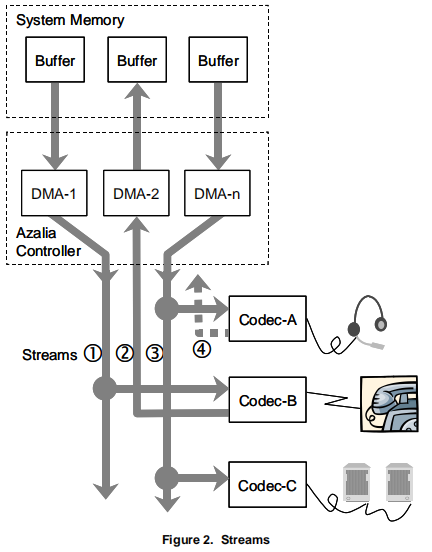 System Memory
Buffer Buffer Buffer
DMA-1 DMA-2 DMA-n
Azalia
Controller
Codec-A
Streams ① ② ③ ④
Codec-B
Codec-C
Figure 2. Streams